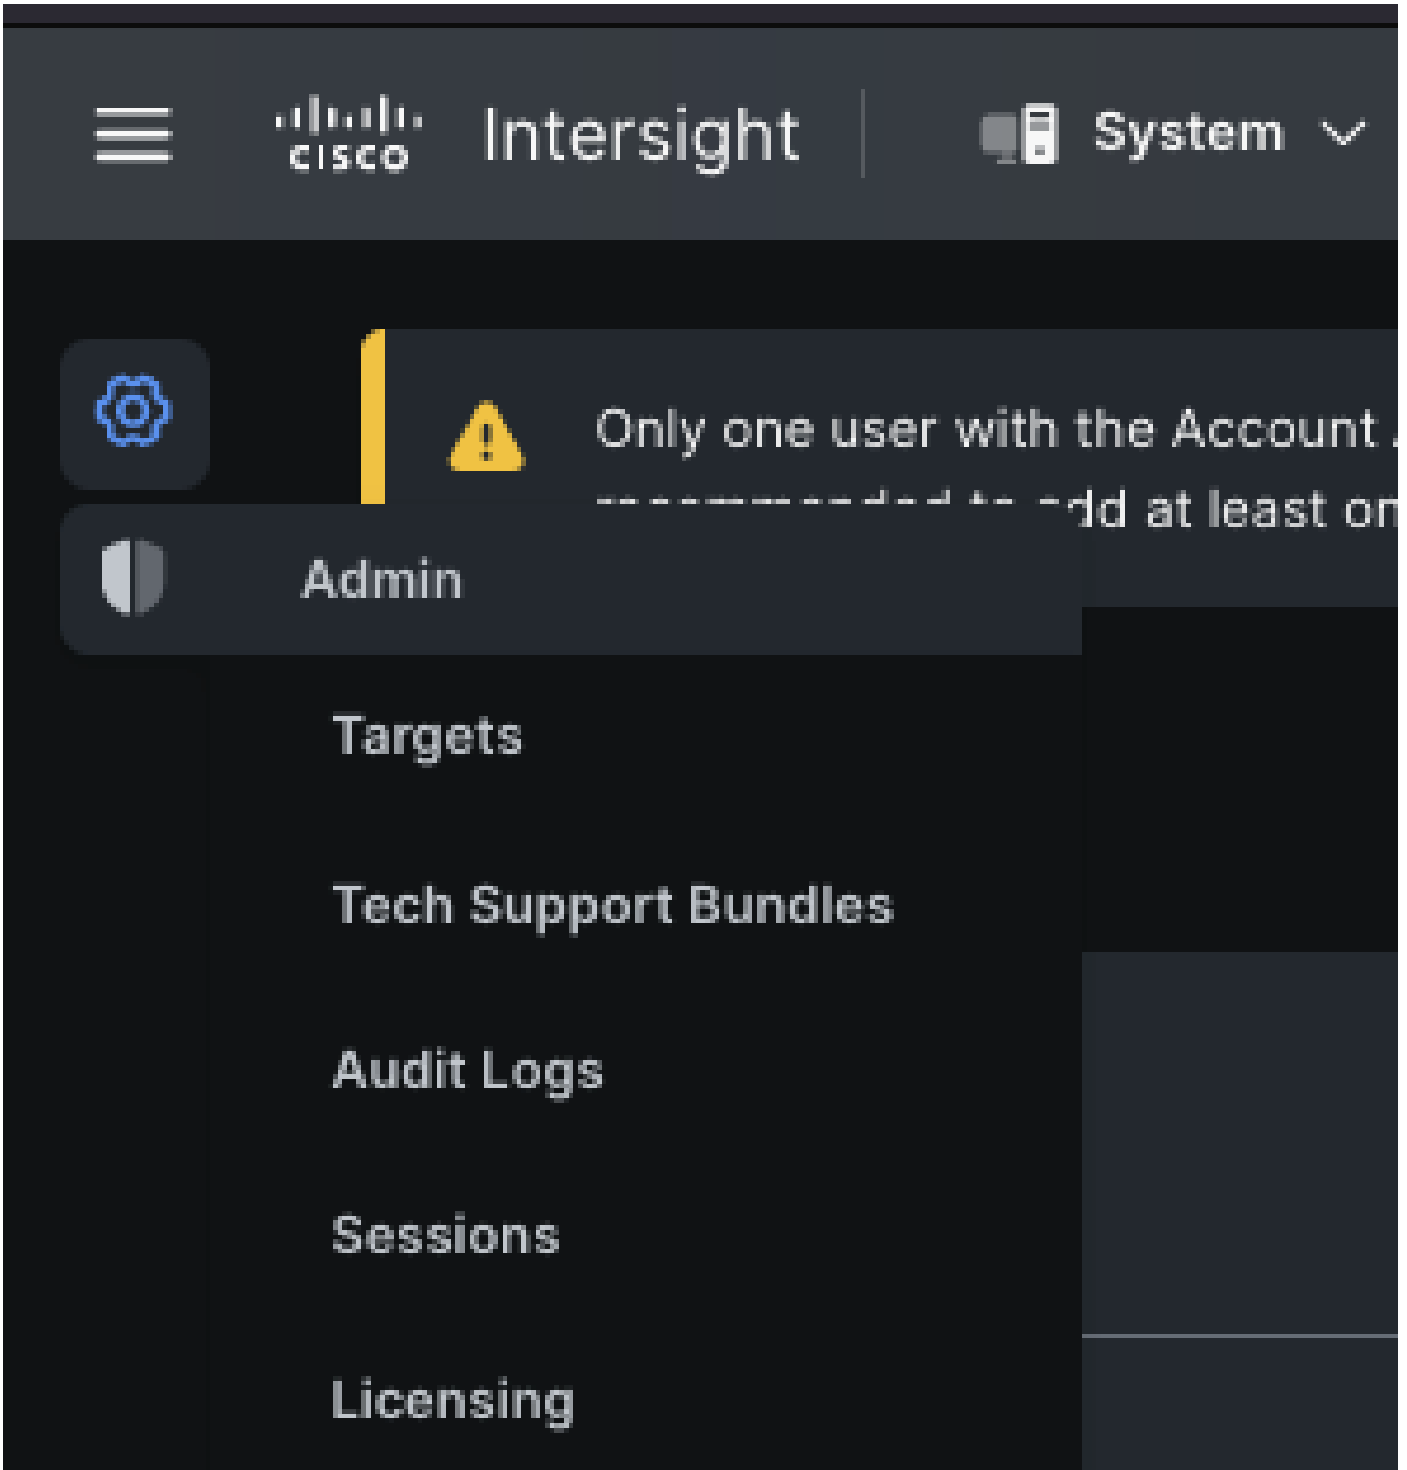 cisco Intersight System
Only one user with the Account
add at least on
Admin
Targets
Tech Support Bundles
Audit Logs
Sessions
Licensing